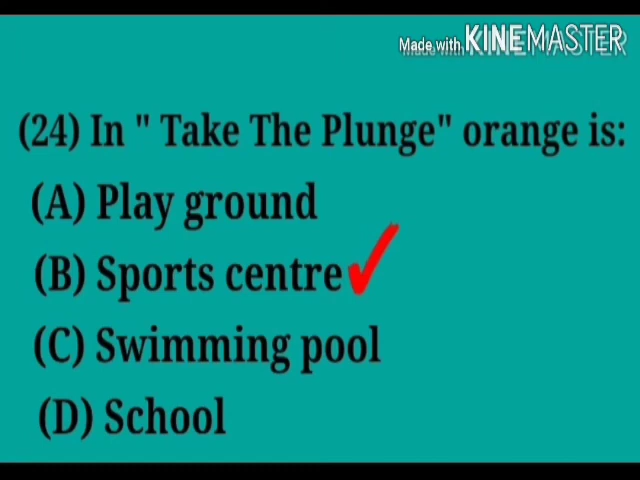 Made with KINEMASTER
(24) In " Take The Plunge" orange is:
(A) Play ground
(B) Sports centre
(C) Swimming pool
(D) School